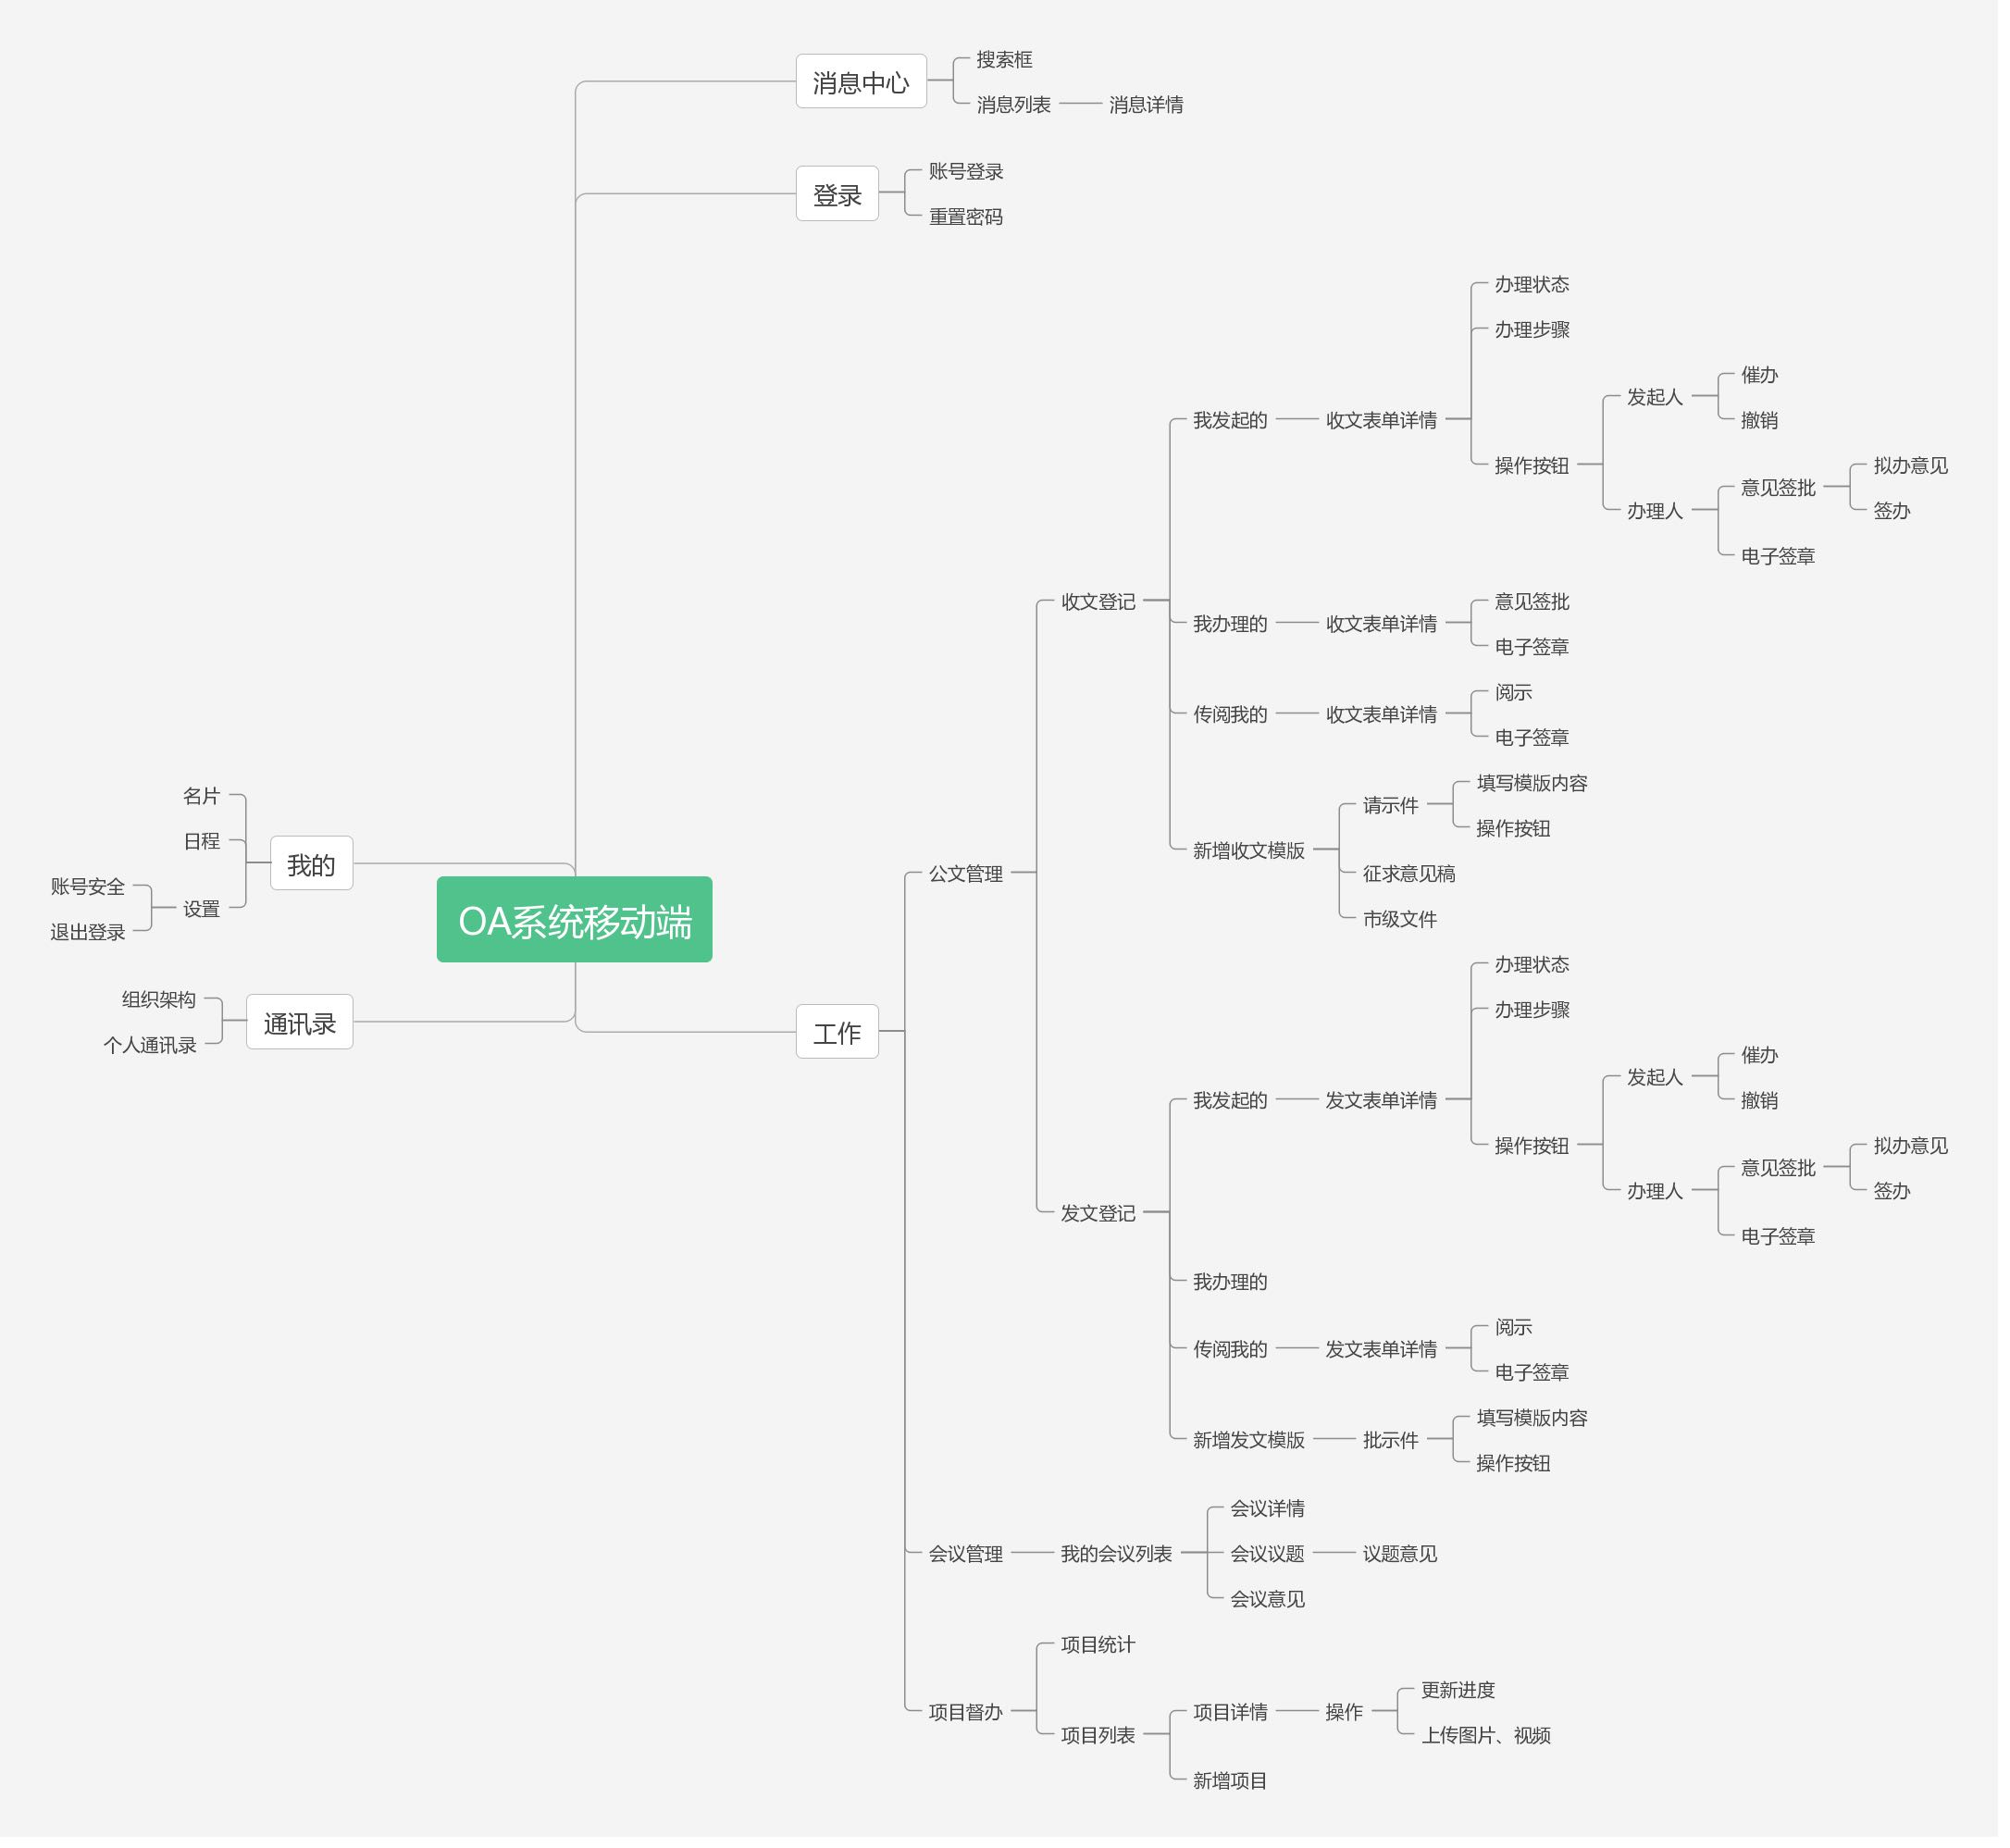 OA系统移动端
消息中心
搜索框
消息列表
消息详情
登录
账号登录
重置密码
工作
公文管理
收文登记
我发起的
收文表单详情
办理状态
办理步骤
操作按钮
发起人
催办
撤销
办理人
意见签批
拟办意见
签办
电子签章
我办理的
收文表单详情
意见签批
电子签章
传阅我的
收文表单详情
阅示
电子签章
新增收文模版
请示件
填写模版内容
操作按钮
征求意见稿
市级文件
发文登记
我发起的
发文表单详情
办理状态
办理步骤
操作按钮
发起人
催办
撤销
办理人
意见签批
拟办意见
签办
电子签章
我办理的
传阅我的
发文表单详情
阅示
电子签章
新增发文模版
批示件
填写模版内容
操作按钮
会议管理
我的会议列表
会议详情
会议议题
议题意见
会议意见
项目督办
项目统计
项目列表
项目详情
操作
更新进度
上传图片、视频
新增项目
我的
名片
日程
设置
账号安全
退出登录
通讯录
组织架构
个人通讯录